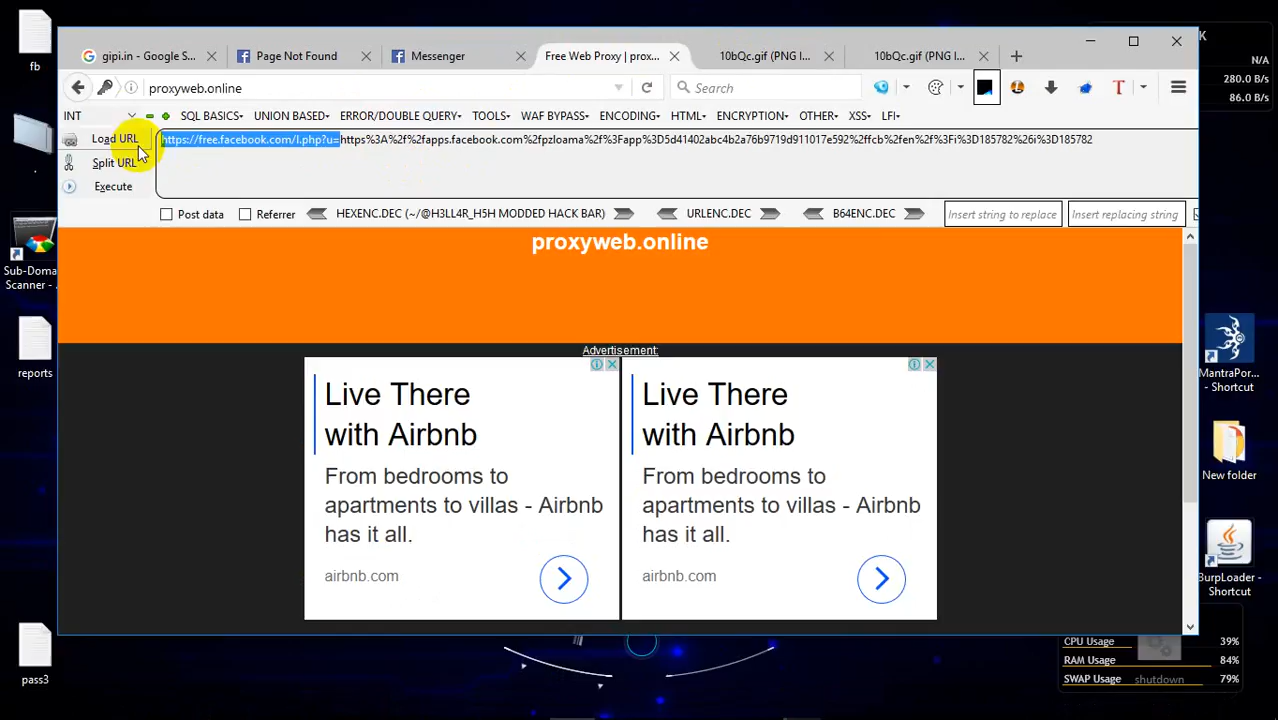 fb
K
N/A
280.0 B/s
86.0 B/s
gipi.in - Google S...
Page Not Found
Messenger
Free Web Proxy | prox...
10bQc.gif (PNG I...
10bQc.gif (PNG I...
proxyweb.online
Search
INT
SQL BASICS
UNION BASED
ERROR/DOUBLE QUERY
TOOLS
WAF BYPASS
ENCODING
HTML
ENCRYPTION
OTHER
XSS
LFI
Load URL
https://free.facebook.com/l.php?u=https%3A%2f%2fapps.facebook.com%2fpzloama%2f%3Fapp%3D5d41402abc4b2a76b9719d911017e592%2ffcb%2fen%2f%3Fi%3D185782%26i%3D185782
Split URL
Execute
Post data
Referrer
HEXENC.DEC (~/@H3LL4R_H5H MODDED HACK BAR)
URLENC.DEC
B64ENC.DEC
Insert string to replace
Insert replacing string
proxyweb.online
Advertisement:
Live There
with Airbnb
From bedrooms to
apartments to villas - Airbnb
has it all.
airbnb.com
Live There
with Airbnb
From bedrooms to
apartments to villas - Airbnb
has it all.
airbnb.com
Sub-Doma...
Scanner - ...
reports
pass3
MantraPor...
- Shortcut
New folder
BurpLoader -
Shortcut
CPU Usage
39%
RAM Usage
84%
SWAP Usage
shutdown
79%